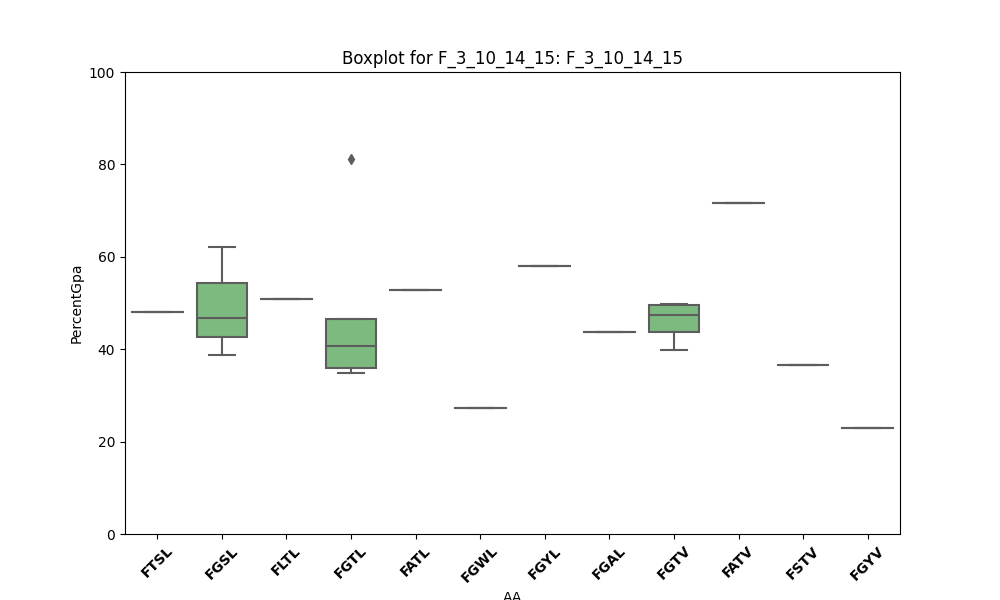 Boxplot for F_3_10_14_15: F_3_10_14_15
100
80
60
40
20
0
PercentGpa
FTSL FGSL FLTL FGTL FATL FGWL FGYL FGAL FGTV FATV FSTV FGYV
AA